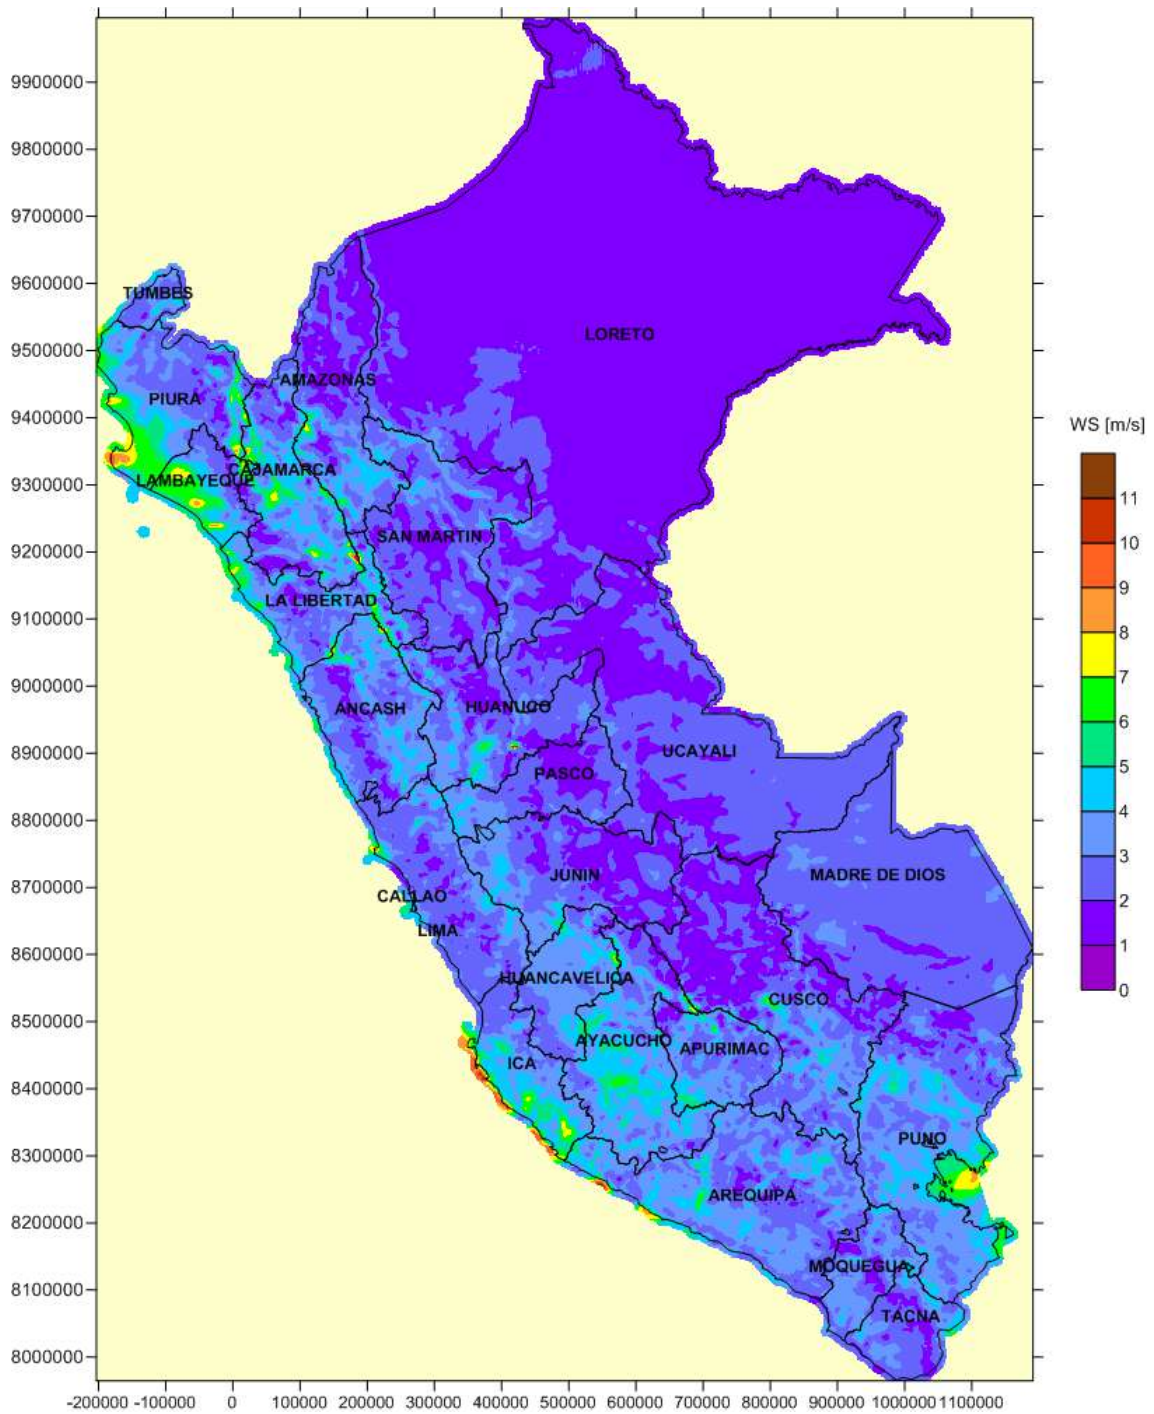 9900000
9800000
9700000
9600000
9500000
9400000
9300000
9200000
9100000
9000000
8900000
8800000
8700000
8600000
8500000
8400000
8300000
8200000
8100000
8000000
TUMBES
LORETO
AMAZONAS
PIURA
CAJAMARCA
LAMBAYEQUE
SAN MARTIN
LA LIBERTAD
ANCASH
HUANUCO
UCAYALI
PASCO
JUNIN
MADRE DE DIOS
CALLAO
LIMA
HUANCAVELICA
CUSCO
AYACUCHO
APURIMAC
ICA
PUNO
AREQUIPA
MOQUEGUA
TACNA
WS [m/s]
11
10
9
8
7
6
5
4
3
2
1
0
-200000 -100000 0 100000 200000 300000 400000 500000 600000 700000 800000 900000 1000000 1100000